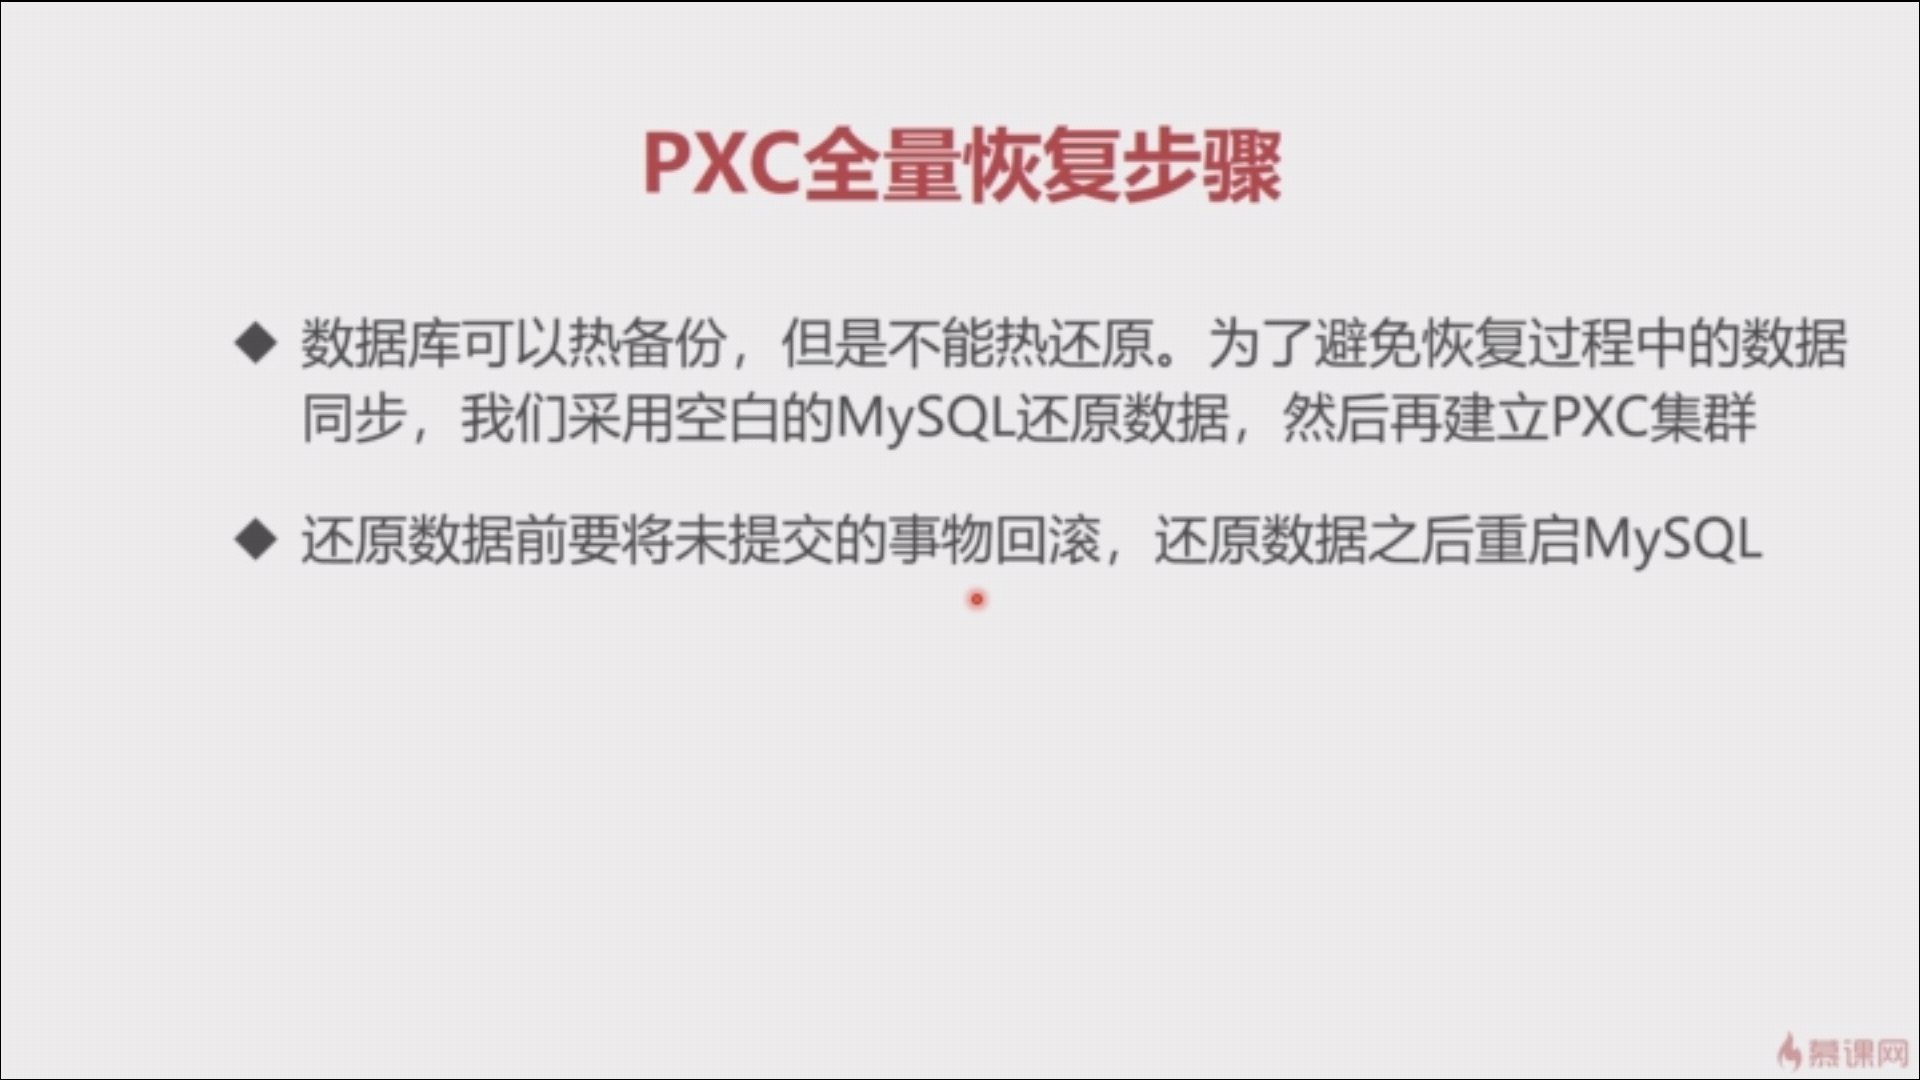 PXC全量恢复步骤
数据库可以热备份，但是不能热还原。为了避免恢复过程中的数据
同步，我们采用空白的MySQL还原数据，然后再建立PXC集群
还原数据前要将未提交的事物回滚，还原数据之后重启MySQL
慕课网